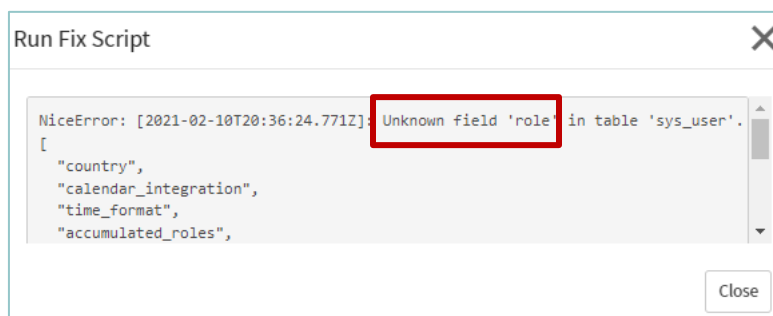 Run Fix Script
NiceError: [2021-02-10T20:36:24.771Z]: Unknown field 'role' in table 'sys_user'.
[
"country",
"calendar_integration",
"time_format",
"accumulated_roles",
Close